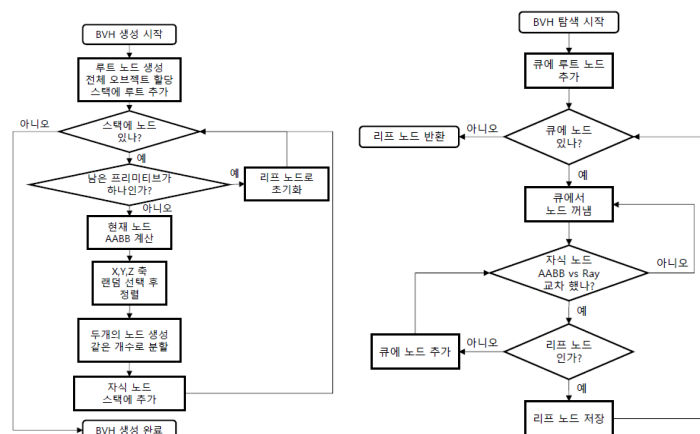 BVH 생성 시작
루트 노드 생성
전체 오브젝트 할당
스택에 루트 추가
스택에 노드
있나?
아니오
예
남은 프리미티브가
하나인가?
예
리프 노드로
초기화
아니오
현재 노드
AABB 계산
X,Y,Z 축
랜덤 선택 후
정렬
두개의 노드 생성
같은 개수로 분할
자식 노드
스택에 추가
BVH 생성 완료
BVH 탐색 시작
큐에 루트 노드
추가
큐에 노드
있나?
아니오
리프 노드 반환
예
큐에서
노드 꺼냄
자식 노드
AABB vs Ray
교차 했나?
아니오
예
리프 노드
인가?
아니오
큐에 노드 추가
예
리프 노드 저장